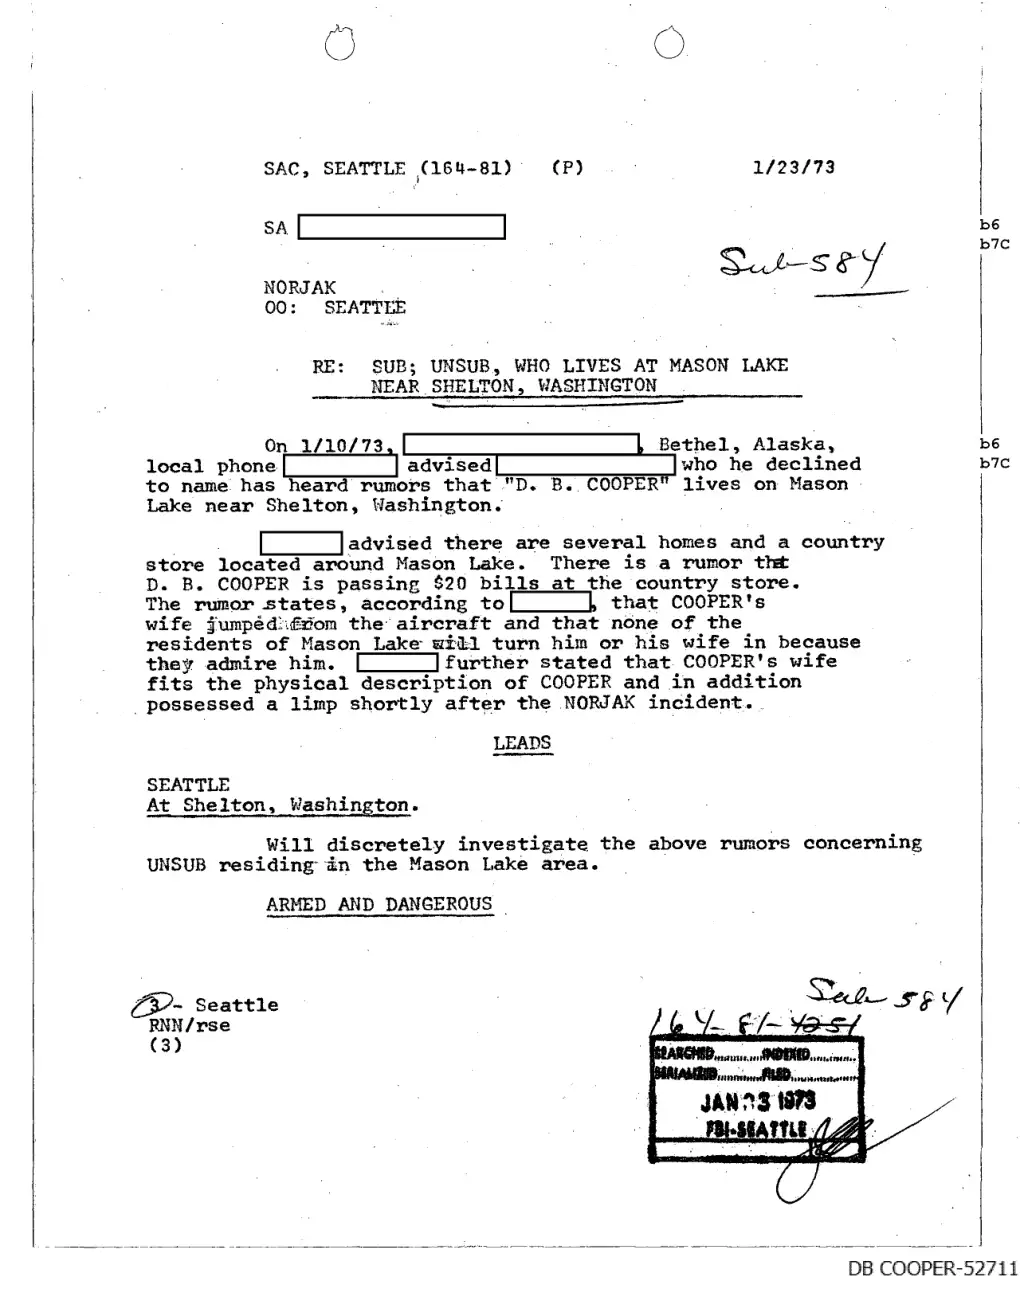 SAC, SEATTLE (164-81) (P) 1/23/73
SA
b6
b7C
Sub-584
NORJAK
OO: SEATTLE
RE: SUB; UNSUB, WHO LIVES AT MASON LAKE
NEAR SHELTON, WASHINGTON
On 1/10/73, , Bethel, Alaska,
b6
local phone advised who he declined
b7C
to name has heard rumors that "D. B. COOPER" lives on Mason
Lake near Shelton, Washington.
advised there are several homes and a country
store located around Mason Lake. There is a rumor that
D. B. COOPER is passing $20 bills at the country store.
The rumor states, according to , that COOPER's
wife jumped from the aircraft and that none of the
residents of Mason Lake will turn him or his wife in because
they admire him. further stated that COOPER's wife
fits the physical description of COOPER and in addition
possessed a limp shortly after the NORJAK incident.
LEADS
SEATTLE
At Shelton, Washington.
Will discretely investigate the above rumors concerning
UNSUB residing in the Mason Lake area.
ARMED AND DANGEROUS
3 - Seattle
RNN/rse
(3)
Sub 584
164-81-4251
SEARCHED INDEXED
SERIALIZED FILED
JAN 23 1973
FBI-SEATTLE
DB COOPER-52711